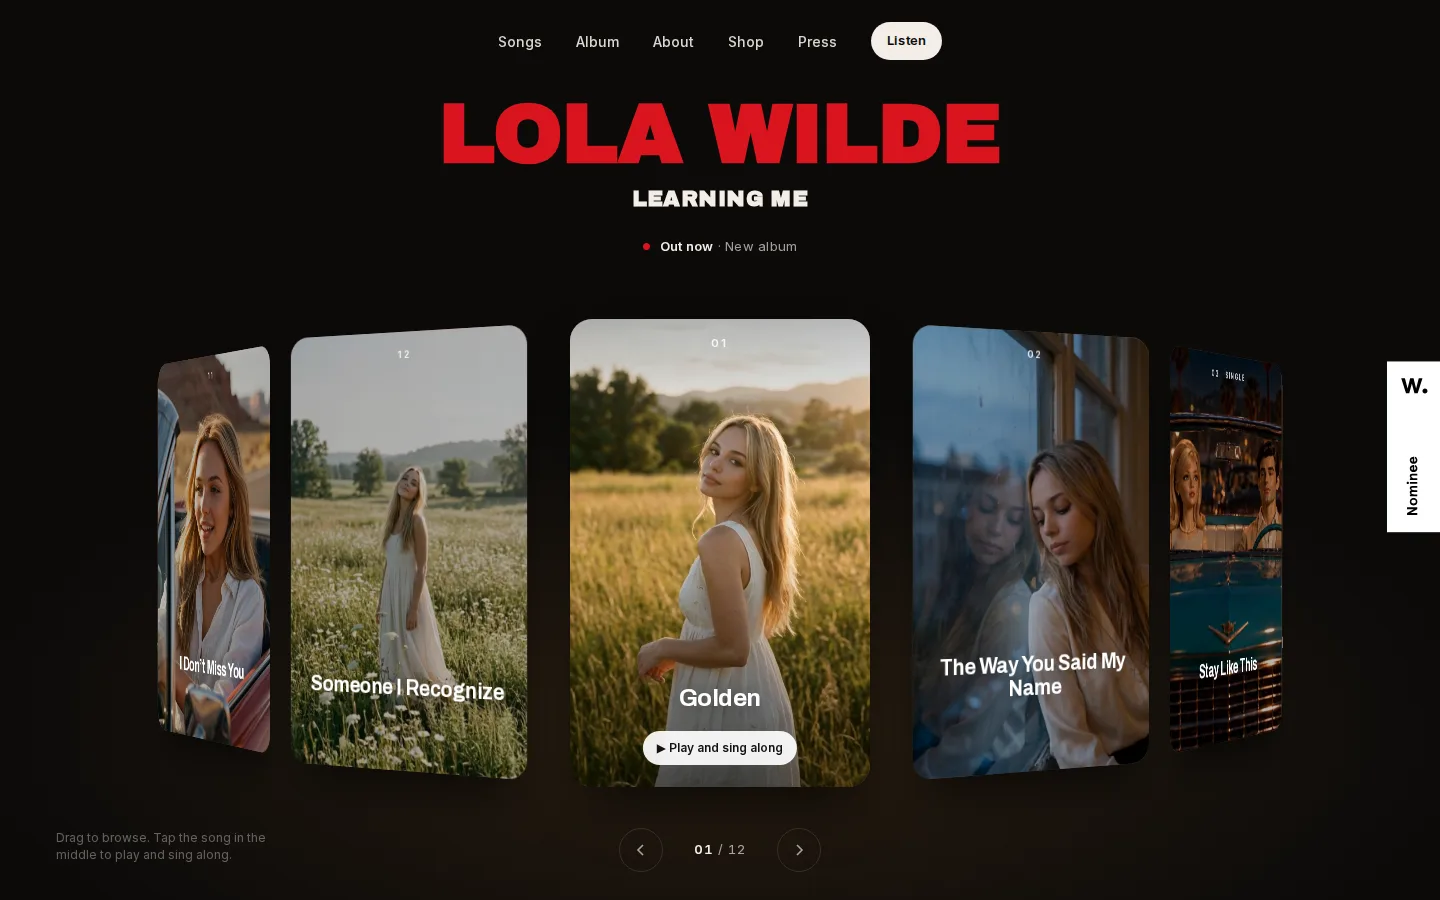 Songs
Album
About
Shop
Press
Listen
LOLA WILDE
LEARNING ME
Out now · New album
11
12
01
02
03 SINGLE
W.
Nominee
I Don't Miss You
Someone I Recognize
Golden
The Way You Said My
Name
Stay Like This
▶ Play and sing along
Drag to browse. Tap the song in the
middle to play and sing along.
01 / 12